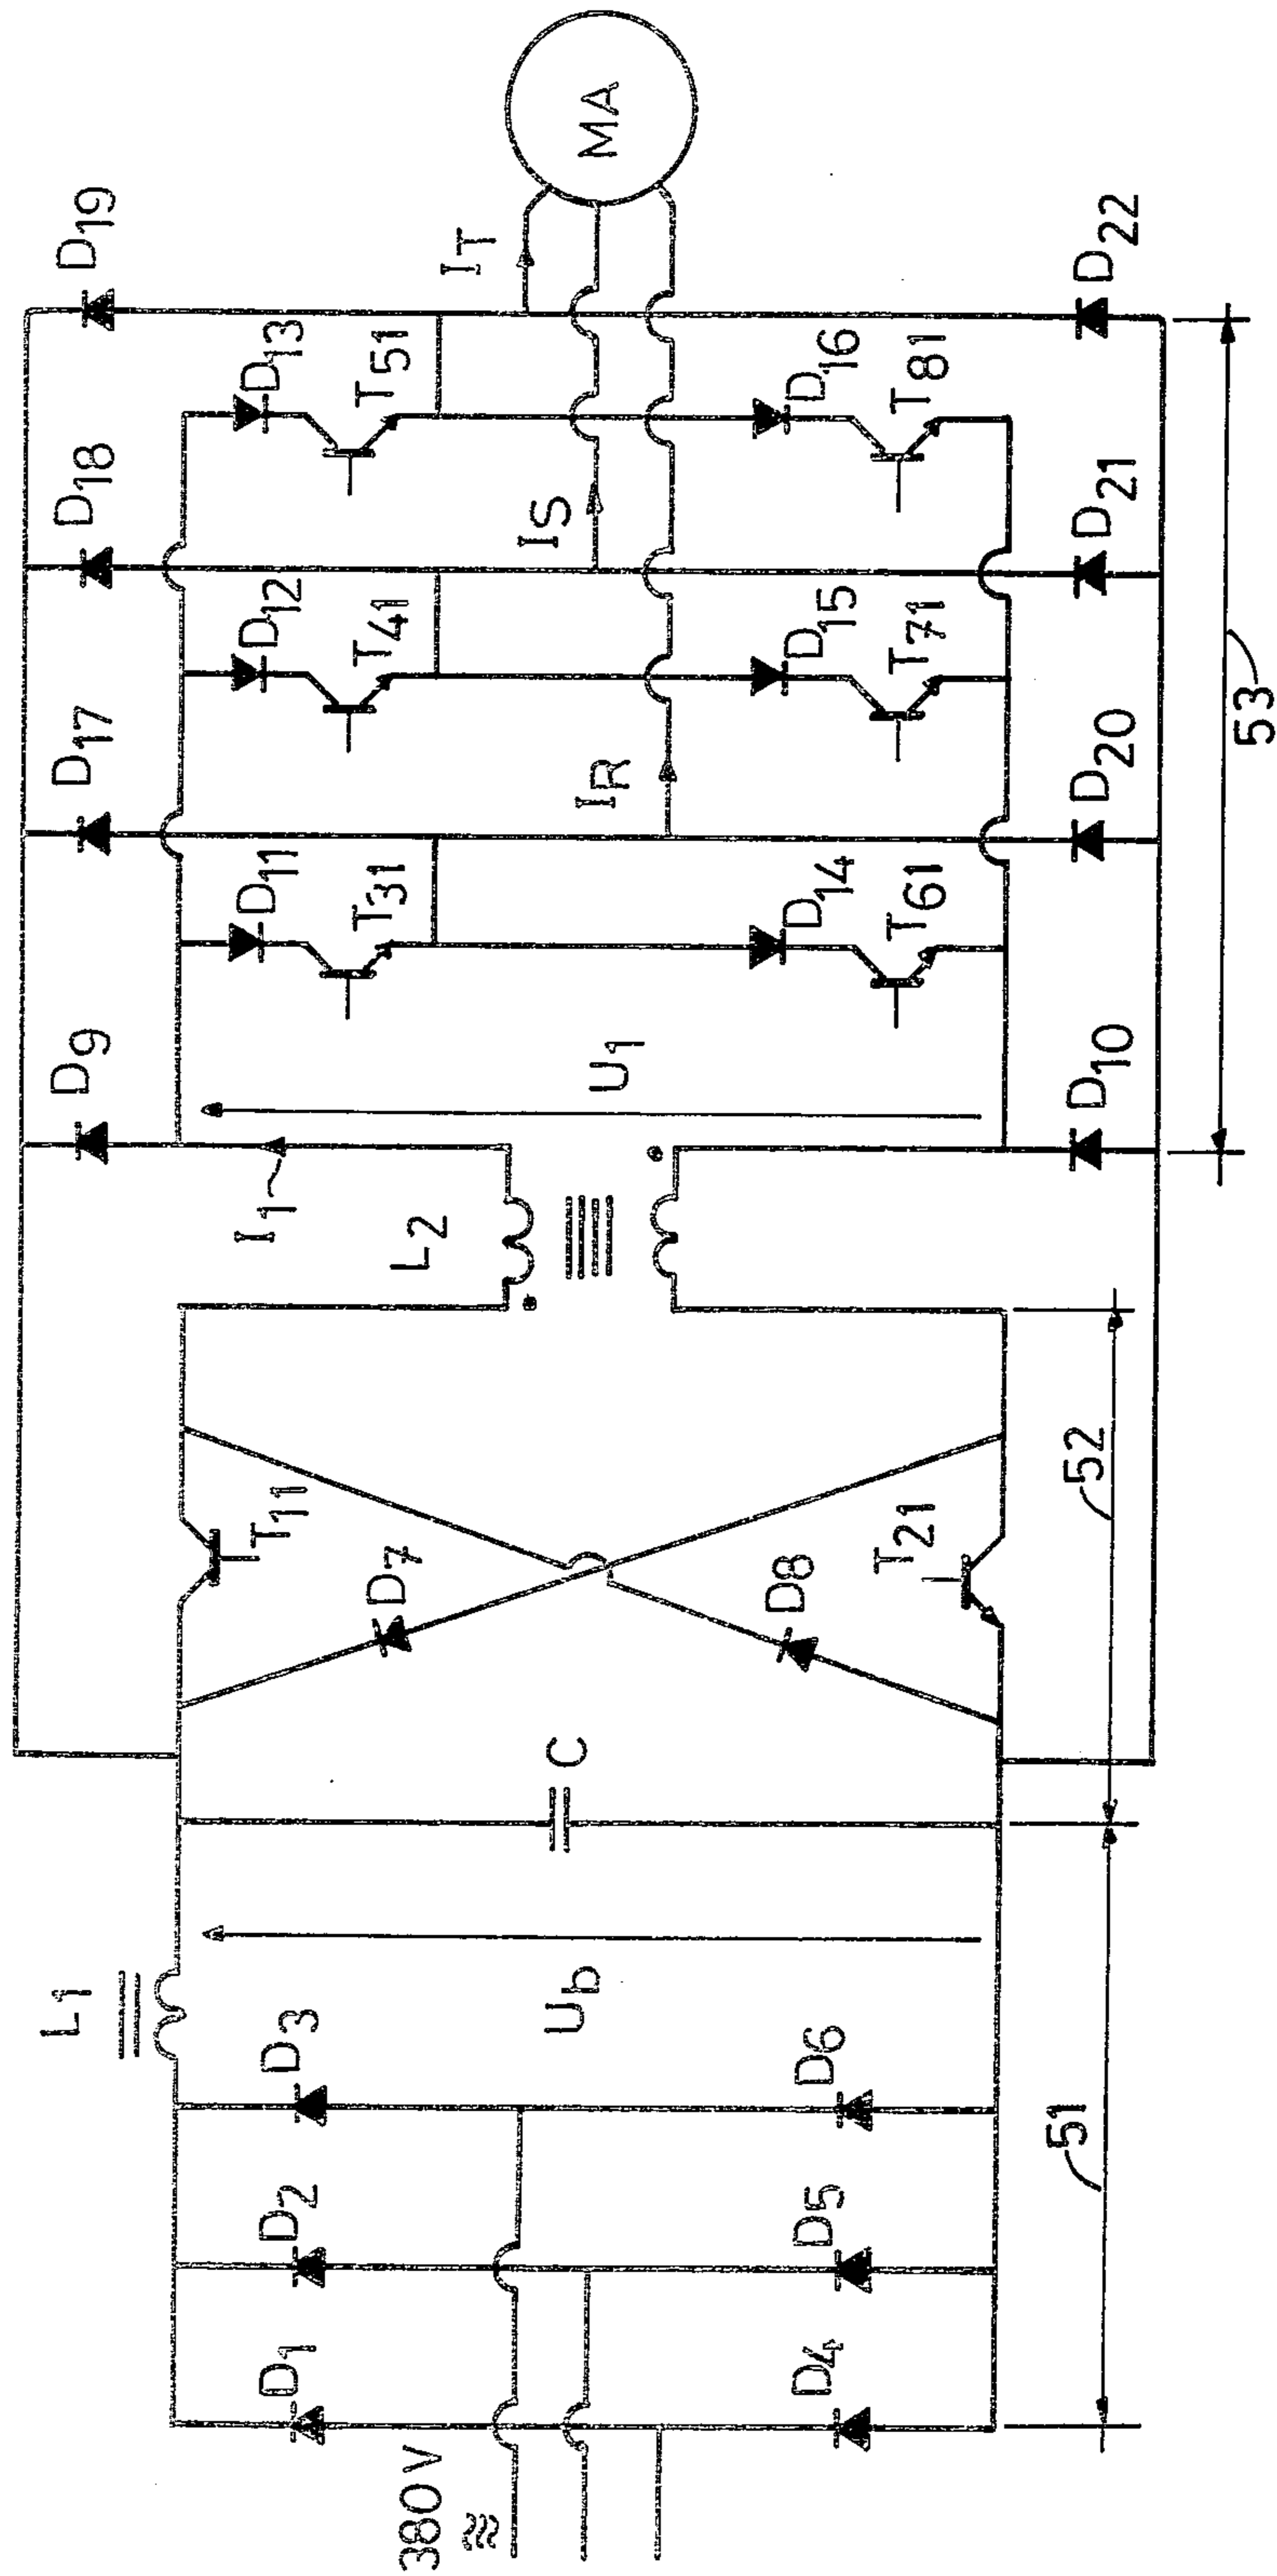 L1
D9
D17
D18
D19
D1
D2
D3
D7
T11
I1
L2
D11
T31
D12
T41
D13
T51
IT
380 V
Ub
C
U1
IR
IS
MA
D4
D5
D6
D8
T21
D14
T61
D15
T71
D16
T81
D10
D20
D21
D22
51
52
53